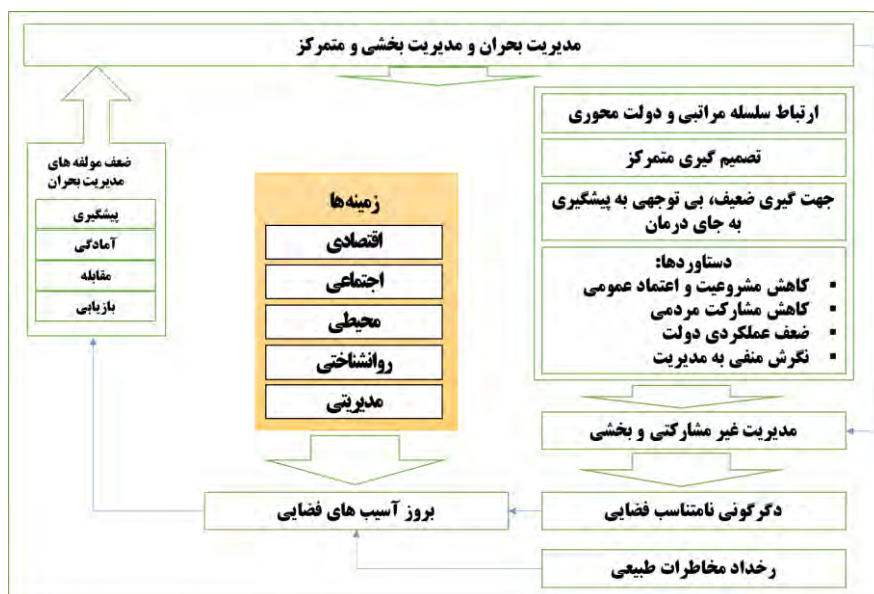 مدیریت بحران و مدیریت بخشی و متمرکز
ارتباط سلسله مراتبی و دولت محوری
تصمیم گیری متمرکز
جهت گیری ضعیف، بی توجهی به پیشگیری
به جای درمان
دستاوردها:
▪ کاهش مشروعیت و اعتماد عمومی
▪ کاهش مشارکت مردمی
▪ ضعف عملکردی دولت
▪ نگرش منفی به مدیریت
مدیریت غیر مشارکتی و بخشی
دگرگونی نامتناسب فضایی
رخداد مخاطرات طبیعی
زمینه‌ها
اقتصادی
اجتماعی
محیطی
روانشناختی
مدیریتی
بروز آسیب های فضایی
ضعف مولفه های
مدیریت بحران
پیشگیری
آمادگی
مقابله
بازیابی